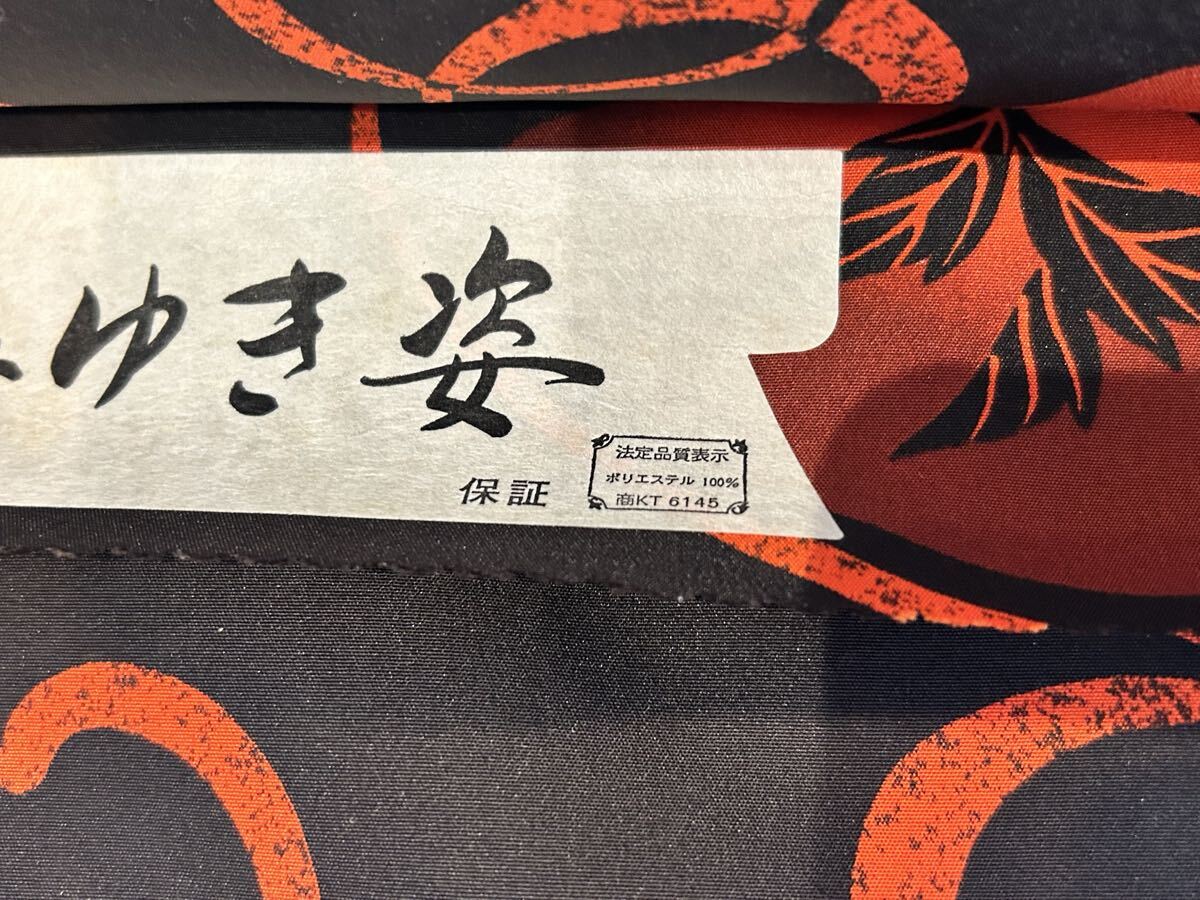 ゆき姿
保証
法定品質表示
ポリエステル 100%
商KT 6145